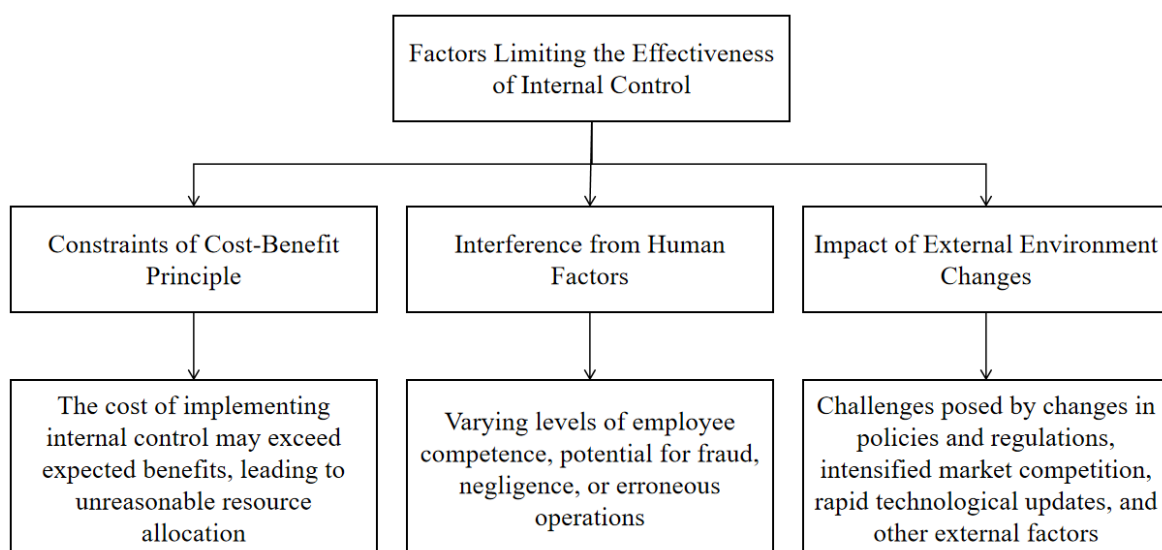 Factors Limiting the Effectiveness
of Internal Control
Constraints of Cost-Benefit
Principle
Interference from Human
Factors
Impact of External Environment
Changes
The cost of implementing
internal control may exceed
expected benefits, leading to
unreasonable resource
allocation
Varying levels of employee
competence, potential for fraud,
negligence, or erroneous
operations
Challenges posed by changes in
policies and regulations,
intensified market competition,
rapid technological updates, and
other external factors